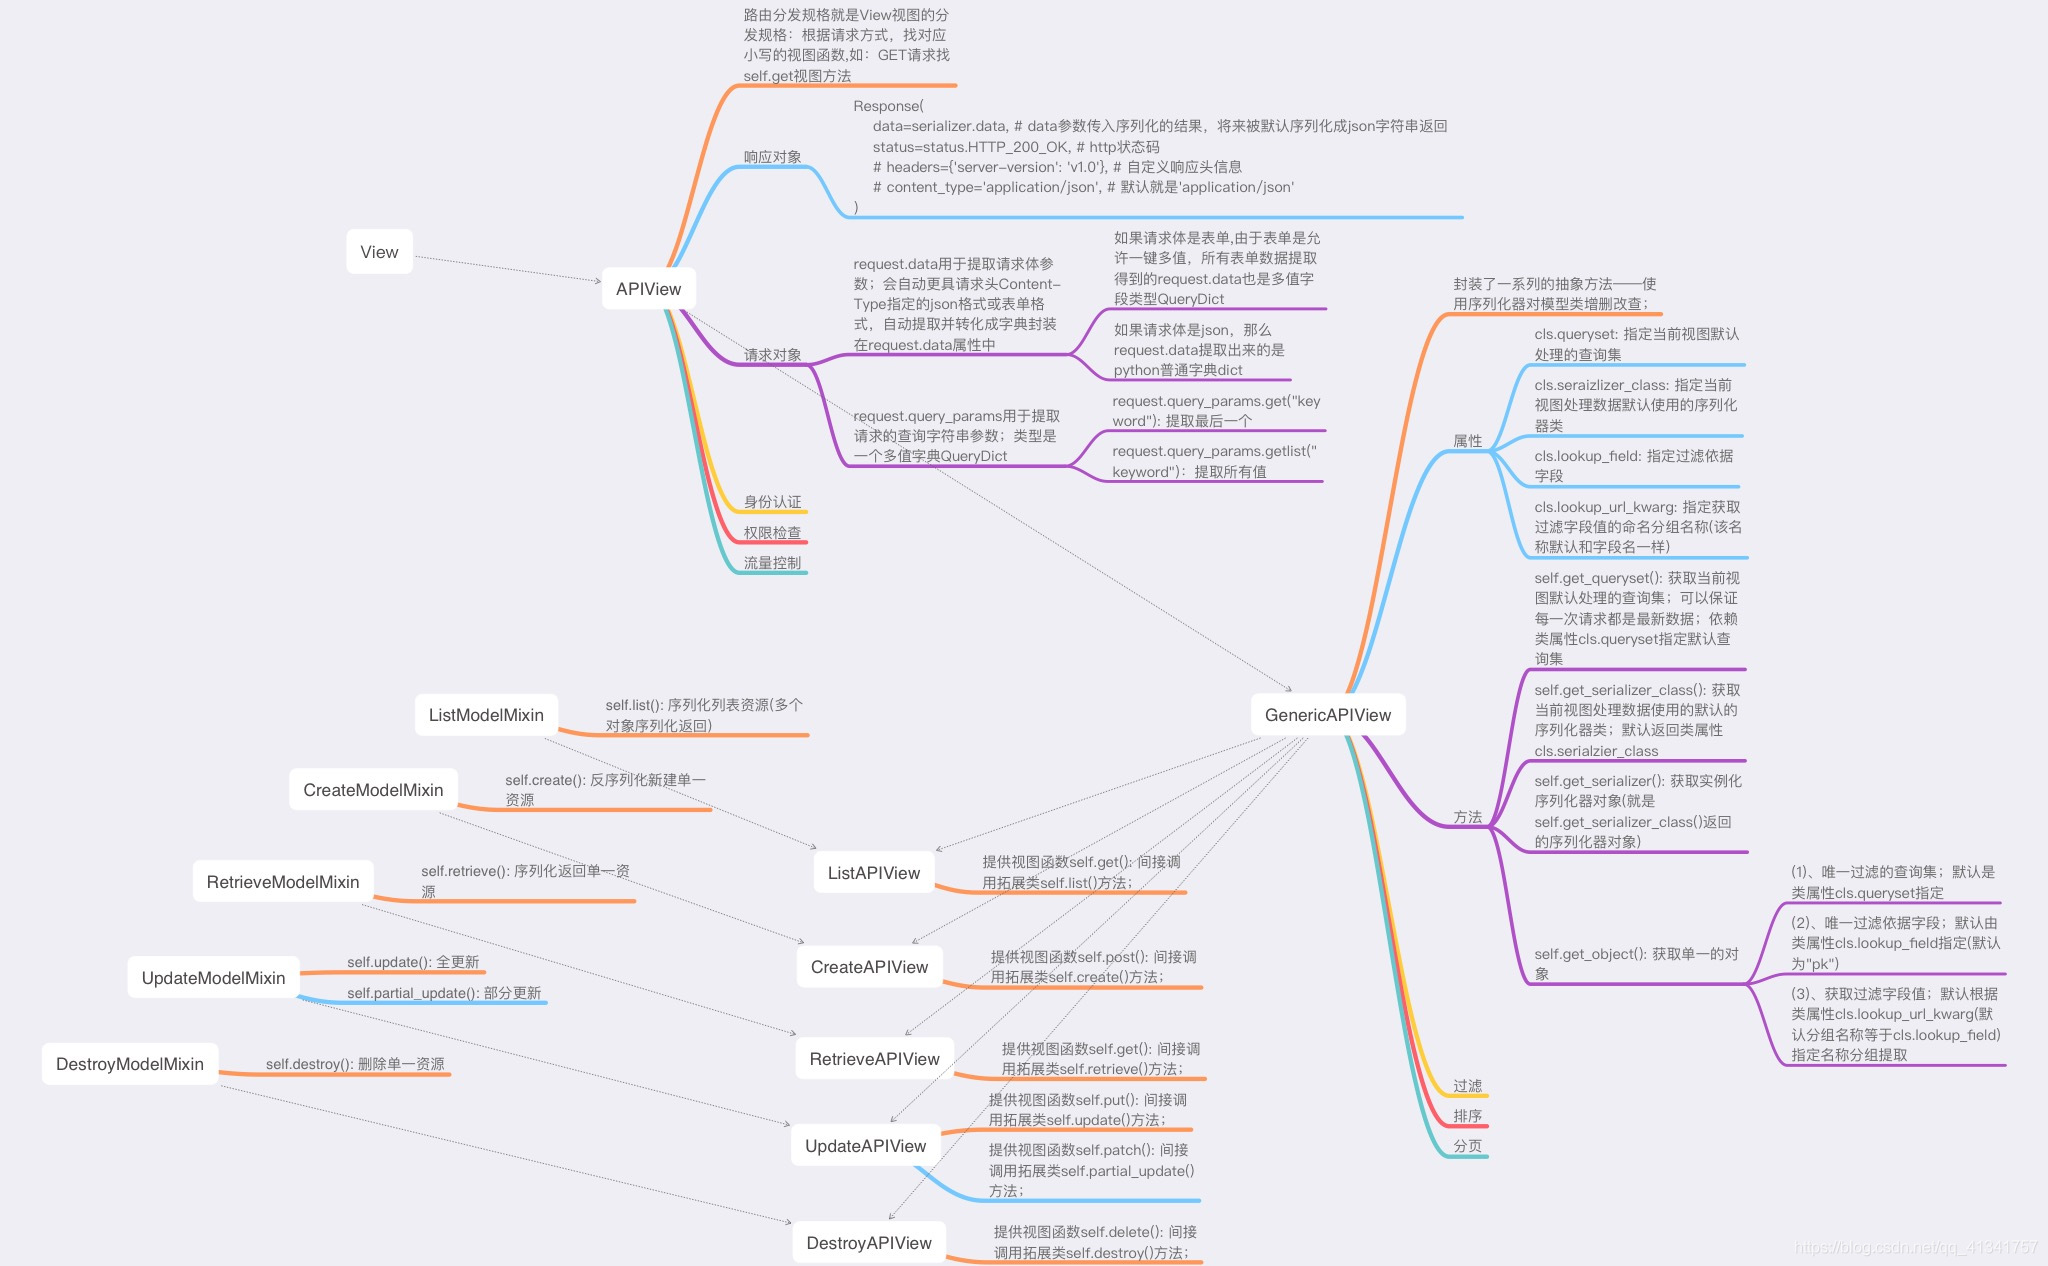 路由分发规格就是View视图的分
发规格：根据请求方式，找对应
小写的视图函数,如：GET请求找
self.get视图方法
Response(
data=serializer.data, # data参数传入序列化的结果，将来被默认序列化成json字符串返回
status=status.HTTP_200_OK, # http状态码
# headers={'server-version': 'v1.0'}, # 自定义响应头信息
# content_type='application/json', # 默认就是'application/json'
)
响应对象
View
APIView
请求对象
request.data用于提取请求体参
数；会自动更具请求头Content-
Type指定的json格式或表单格
式，自动提取并转化成字典封装
在request.data属性中
如果请求体是表单,由于表单是允
许一键多值，所有表单数据提取
得到的request.data也是多值字
段类型QueryDict
如果请求体是json，那么
request.data提取出来的是
python普通字典dict
request.query_params用于提取
请求的查询字符串参数；类型是
一个多值字典QueryDict
request.query_params.get("key
word"): 提取最后一个
request.query_params.getlist("
keyword")：提取所有值
身份认证
权限检查
流量控制
封装了一系列的抽象方法——使
用序列化器对模型类增删改查；
属性
cls.queryset: 指定当前视图默认
处理的查询集
cls.seraizlizer_class: 指定当前
视图处理数据默认使用的序列化
器类
cls.lookup_field: 指定过滤依据
字段
cls.lookup_url_kwarg: 指定获取
过滤字段值的命名分组名称(该名
称默认和字段名一样)
GenericAPIView
方法
self.get_queryset(): 获取当前视
图默认处理的查询集；可以保证
每一次请求都是最新数据；依赖
类属性cls.queryset指定默认查
询集
self.get_serializer_class(): 获取
当前视图处理数据使用的默认的
序列化器类；默认返回类属性
cls.serialzier_class
self.get_serializer(): 获取实例化
序列化器对象(就是
self.get_serializer_class()返回
的序列化器对象)
self.get_object(): 获取单一的对
象
(1)、唯一过滤的查询集；默认是
类属性cls.queryset指定
(2)、唯一过滤依据字段；默认由
类属性cls.lookup_field指定(默认
为"pk")
(3)、获取过滤字段值；默认根据
类属性cls.lookup_url_kwarg(默
认分组名称等于cls.lookup_field)
指定名称分组提取
过滤
排序
分页
ListModelMixin
self.list(): 序列化列表资源(多个
对象序列化返回)
CreateModelMixin
self.create(): 反序列化新建单一
资源
RetrieveModelMixin
self.retrieve(): 序列化返回单一资
源
UpdateModelMixin
self.update(): 全更新
self.partial_update(): 部分更新
DestroyModelMixin
self.destroy(): 删除单一资源
ListAPIView
提供视图函数self.get(): 间接调
用拓展类self.list()方法；
CreateAPIView
提供视图函数self.post(): 间接调
用拓展类self.create()方法；
RetrieveAPIView
提供视图函数self.get(): 间接调
用拓展类self.retrieve()方法；
UpdateAPIView
提供视图函数self.put(): 间接调
用拓展类self.update()方法；
提供视图函数self.patch(): 间接
调用拓展类self.partial_update()
方法；
DestroyAPIView
提供视图函数self.delete(): 间接
调用拓展类self.destroy()方法；
https://blog.csdn.net/qq_41341757